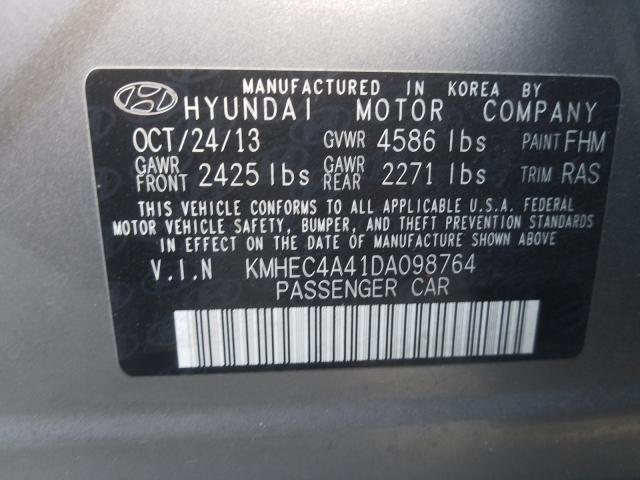 MANUFACTURED IN KOREA BY
HYUNDAI MOTOR COMPANY
OCT/24/13 GVWR 4586 lbs PAINT FHM
GAWR FRONT 2425 lbs GAWR REAR 2271 lbs TRIM RAS
THIS VEHICLE CONFORMS TO ALL APPLICABLE U.S.A. FEDERAL
MOTOR VEHICLE SAFETY, BUMPER, AND THEFT PREVENTION STANDARDS
IN EFFECT ON THE DATE OF MANUFACTURE SHOWN ABOVE
V.I.N KMHEC4A41DA098764
PASSENGER CAR